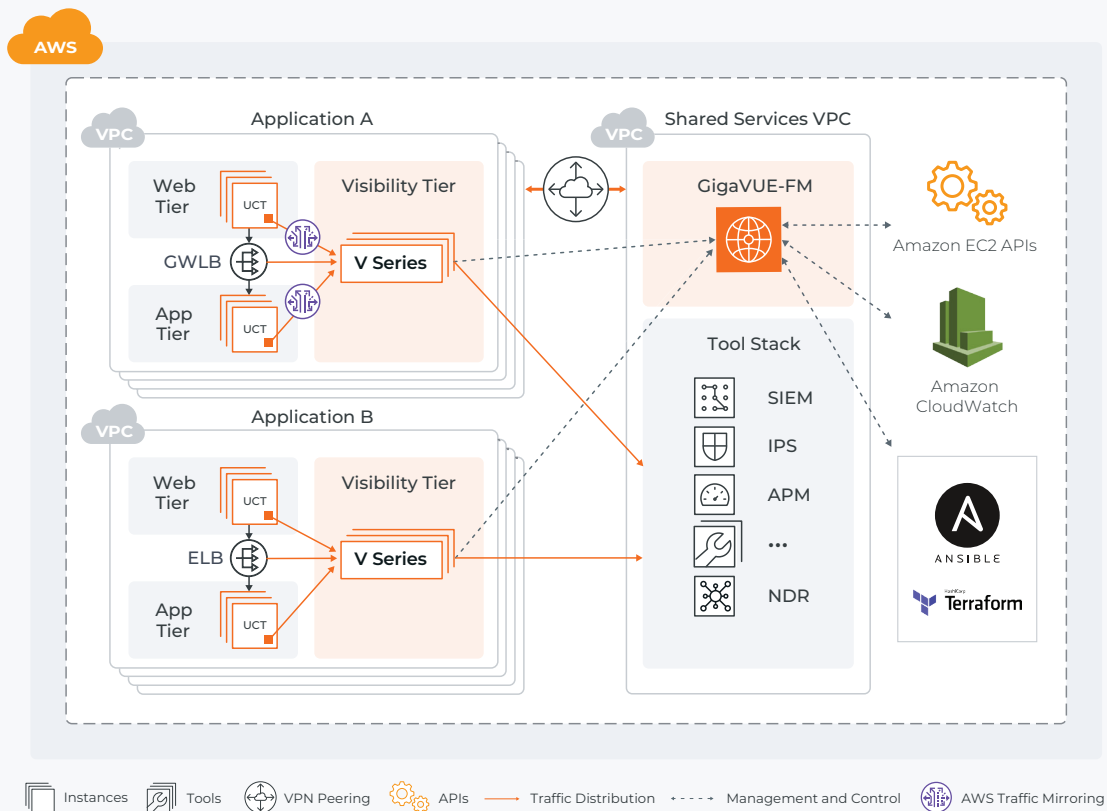 AWS
VPC
Application A
Web
Tier
UCT
GWLB
App
Tier
UCT
Visibility Tier
V Series
VPC
Application B
Web
Tier
UCT
ELB
App
Tier
UCT
Visibility Tier
V Series
VPC
Shared Services VPC
GigaVUE-FM
Tool Stack
SIEM
IPS
APM
...
NDR
Amazon EC2 APIs
Amazon
CloudWatch
ANSIBLE
HashiCorp
Terraform
Instances
Tools
VPN Peering
APIs
Traffic Distribution
Management and Control
AWS Traffic Mirroring